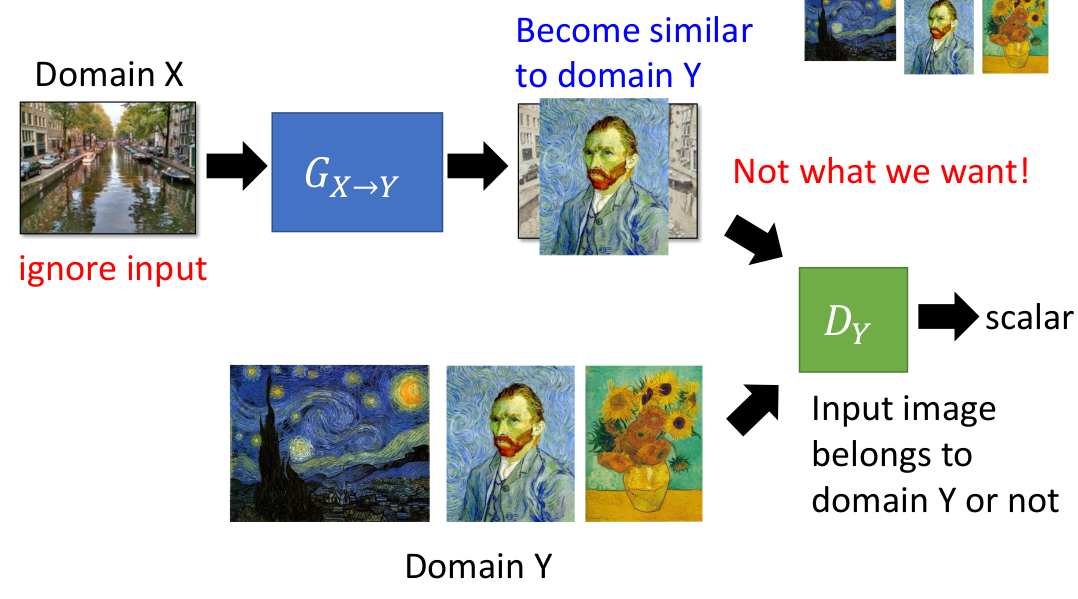 Become similar
to domain Y
Domain X
G_{X→Y}
Not what we want!
ignore input
D_Y
scalar
Input image
belongs to
domain Y or not
Domain Y